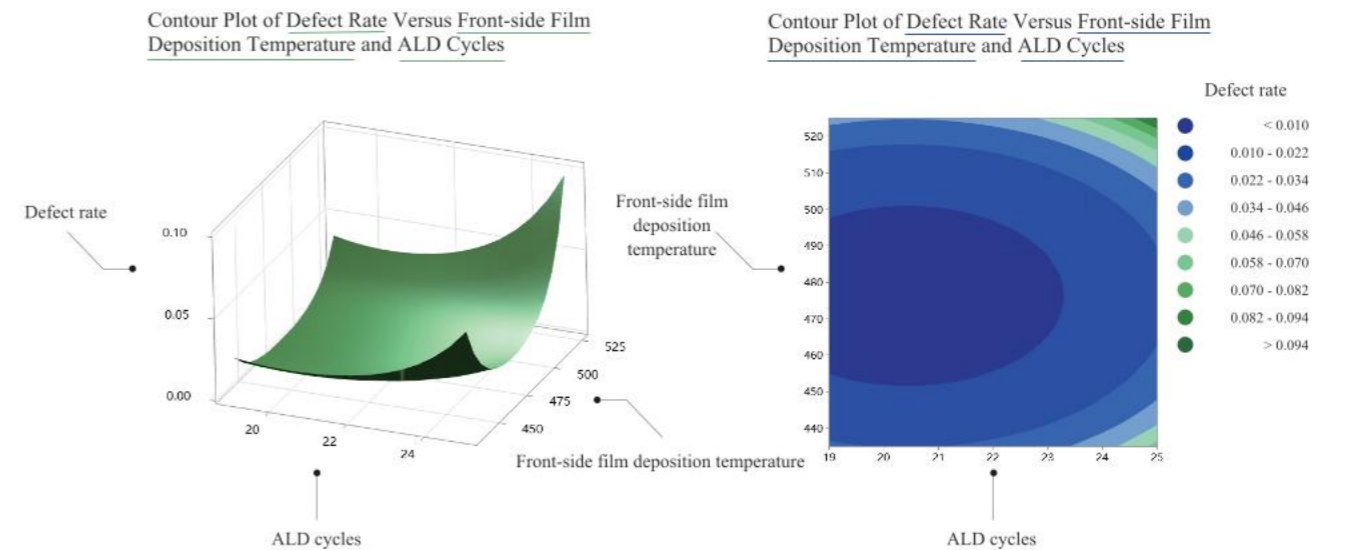 Contour Plot of Defect Rate Versus Front-side Film
Deposition Temperature and ALD Cycles
Defect rate
0.10
0.05
0.00
20
22
24
525
500
475
450
Front-side film deposition temperature
ALD cycles
Contour Plot of Defect Rate Versus Front-side Film
Deposition Temperature and ALD Cycles
Front-side film
deposition
temperature
520
510
500
490
480
470
460
450
440
19
20
21
22
23
24
25
ALD cycles
Defect rate
< 0.010
0.010 - 0.022
0.022 - 0.034
0.034 - 0.046
0.046 - 0.058
0.058 - 0.070
0.070 - 0.082
0.082 - 0.094
> 0.094